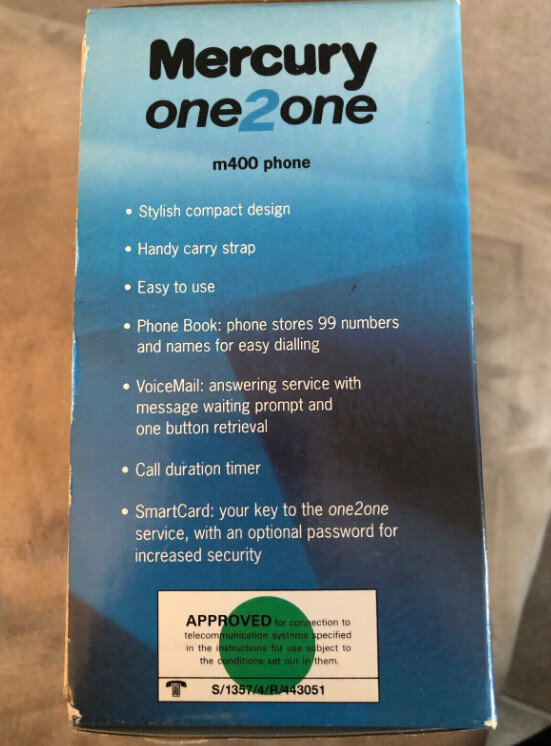 Mercury
one2one
m400 phone
• Stylish compact design
• Handy carry strap
• Easy to use
• Phone Book: phone stores 99 numbers
and names for easy dialling
• VoiceMail: answering service with
message waiting prompt and
one button retrieval
• Call duration timer
• SmartCard: your key to the one2one
service, with an optional password for
increased security
APPROVED for connection to
telecommunication systems specified
in the instructions for use subject to
the conditions set out in them.
S/1357/4/R/443051